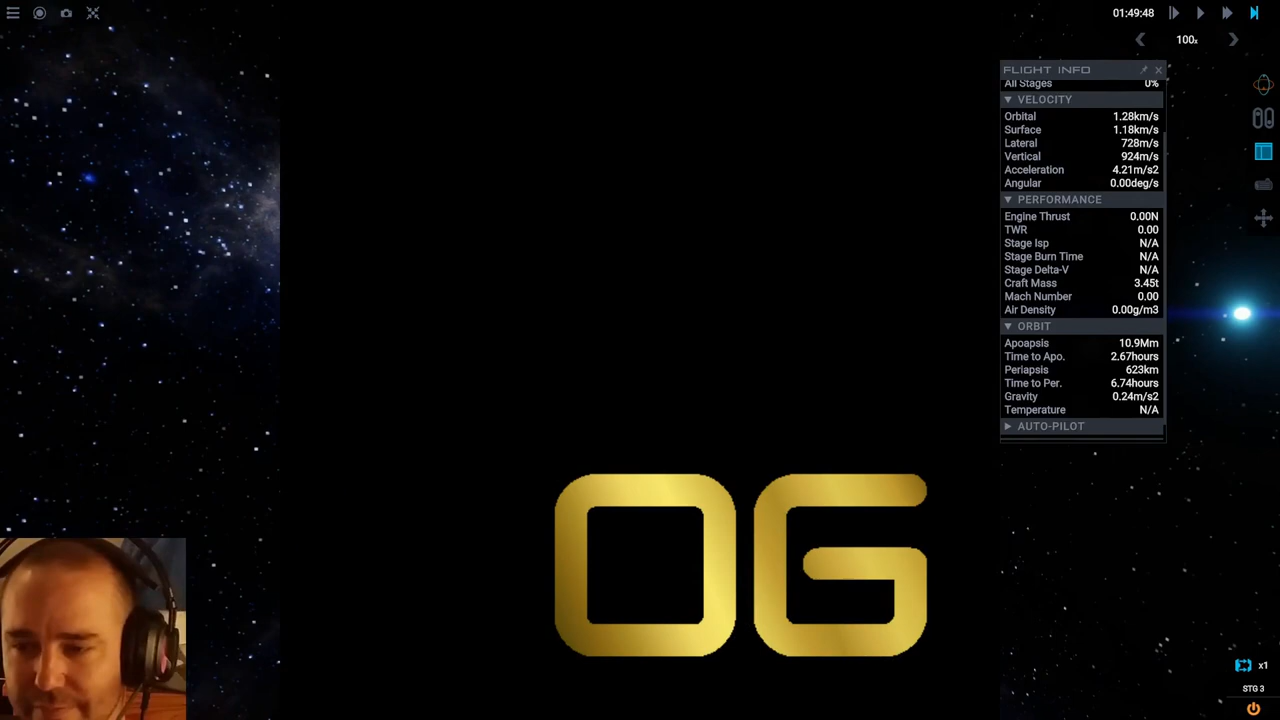 01:49:48
100x
FLIGHT INFO
All Stages 0%
VELOCITY
Orbital 1.28km/s
Surface 1.18km/s
Lateral 728m/s
Vertical 924m/s
Acceleration 4.21m/s2
Angular 0.00deg/s
PERFORMANCE
Engine Thrust 0.00N
TWR 0.00
Stage Isp N/A
Stage Burn Time N/A
Stage Delta-V N/A
Craft Mass 3.45t
Mach Number 0.00
Air Density 0.00g/m3
ORBIT
Apoapsis 10.9Mm
Time to Apo. 2.67hours
Periapsis 623km
Time to Per. 6.74hours
Gravity 0.24m/s2
Temperature N/A
AUTO-PILOT
OG
x1
STG 3